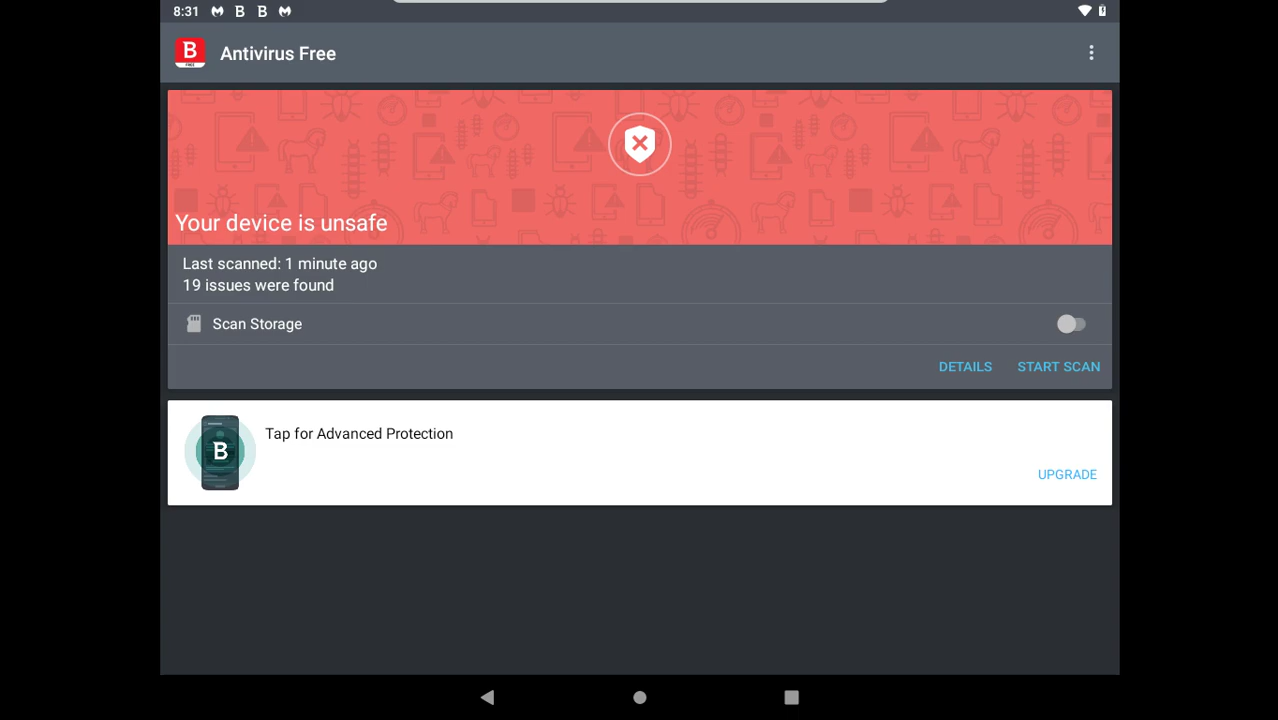 8:31 B B
B
FREE
Antivirus Free
Your device is unsafe
Last scanned: 1 minute ago
19 issues were found
Scan Storage
DETAILS START SCAN
B
Tap for Advanced Protection
UPGRADE